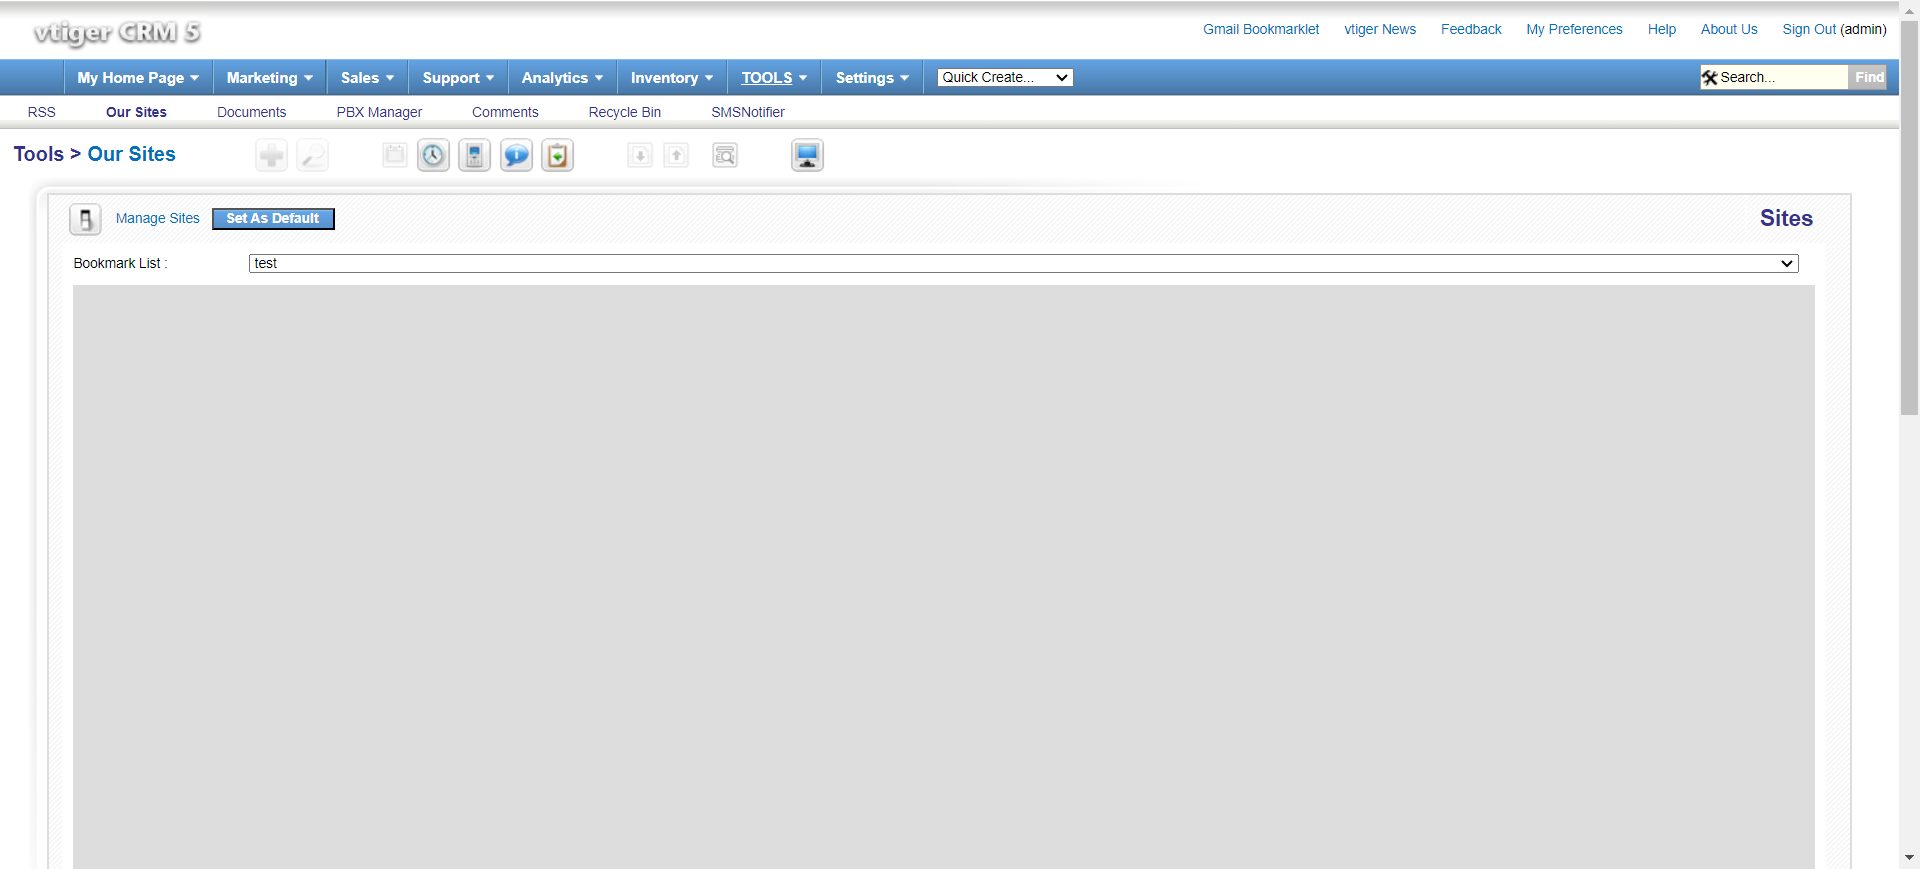 vtiger CRM 5
Gmail Bookmarklet vtiger News Feedback My Preferences Help About Us Sign Out (admin)
My Home Page Marketing Sales Support Analytics Inventory TOOLS Settings Quick Create... Search... Find
RSS Our Sites Documents PBX Manager Comments Recycle Bin SMSNotifier
Tools > Our Sites
Manage Sites Set As Default Sites
Bookmark List : test